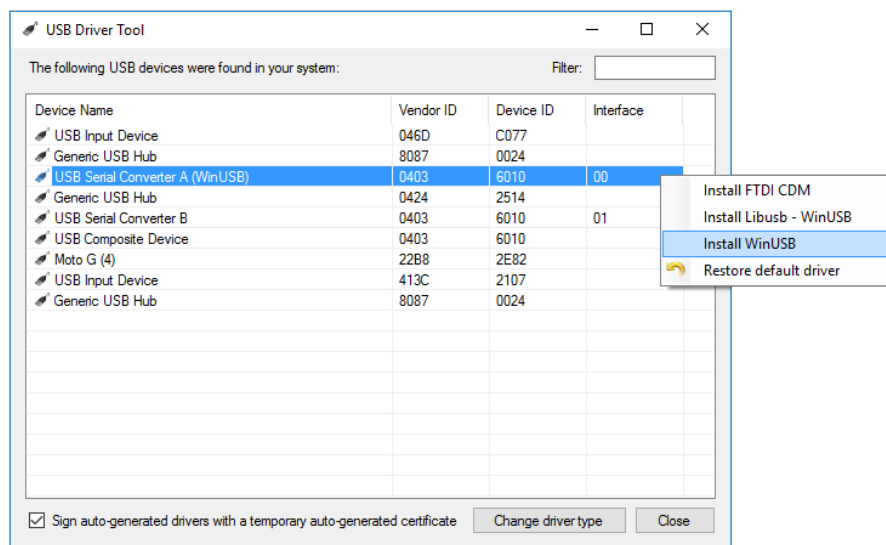 USB Driver Tool
The following USB devices were found in your system: Filter:
Device Name Vendor ID Device ID Interface
USB Input Device 046D C077
Generic USB Hub 8087 0024
USB Serial Converter A (WinUSB) 0403 6010 00
Generic USB Hub 0424 2514
USB Serial Converter B 0403 6010 01
USB Composite Device 0403 6010
Moto G (4) 22B8 2E82
USB Input Device 413C 2107
Generic USB Hub 8087 0024
Install FTDI CDM
Install Libusb - WinUSB
Install WinUSB
Restore default driver
Sign auto-generated drivers with a temporary auto-generated certificate Change driver type Close